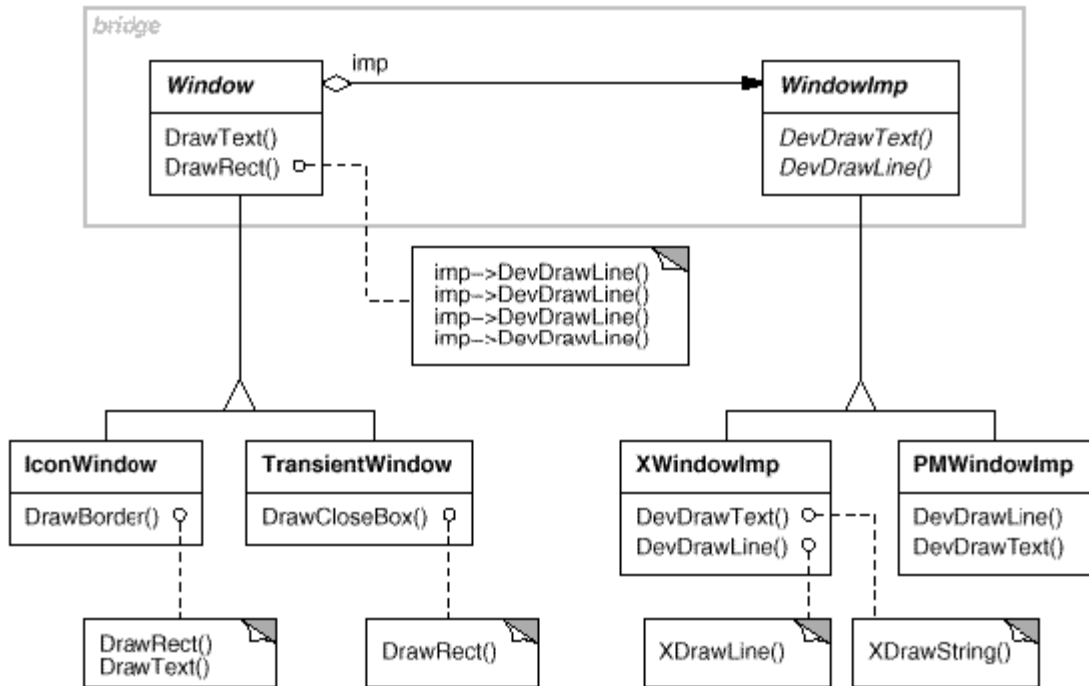 bridge
Window
imp
WindowImp
DrawText()
DrawRect()
DevDrawText()
DevDrawLine()
imp->DevDrawLine()
imp->DevDrawLine()
imp->DevDrawLine()
imp->DevDrawLine()
IconWindow
DrawBorder()
TransientWindow
DrawCloseBox()
XWindowImp
DevDrawText()
DevDrawLine()
PMWindowImp
DevDrawLine()
DevDrawText()
DrawRect()
DrawText()
DrawRect()
XDrawLine()
XDrawString()